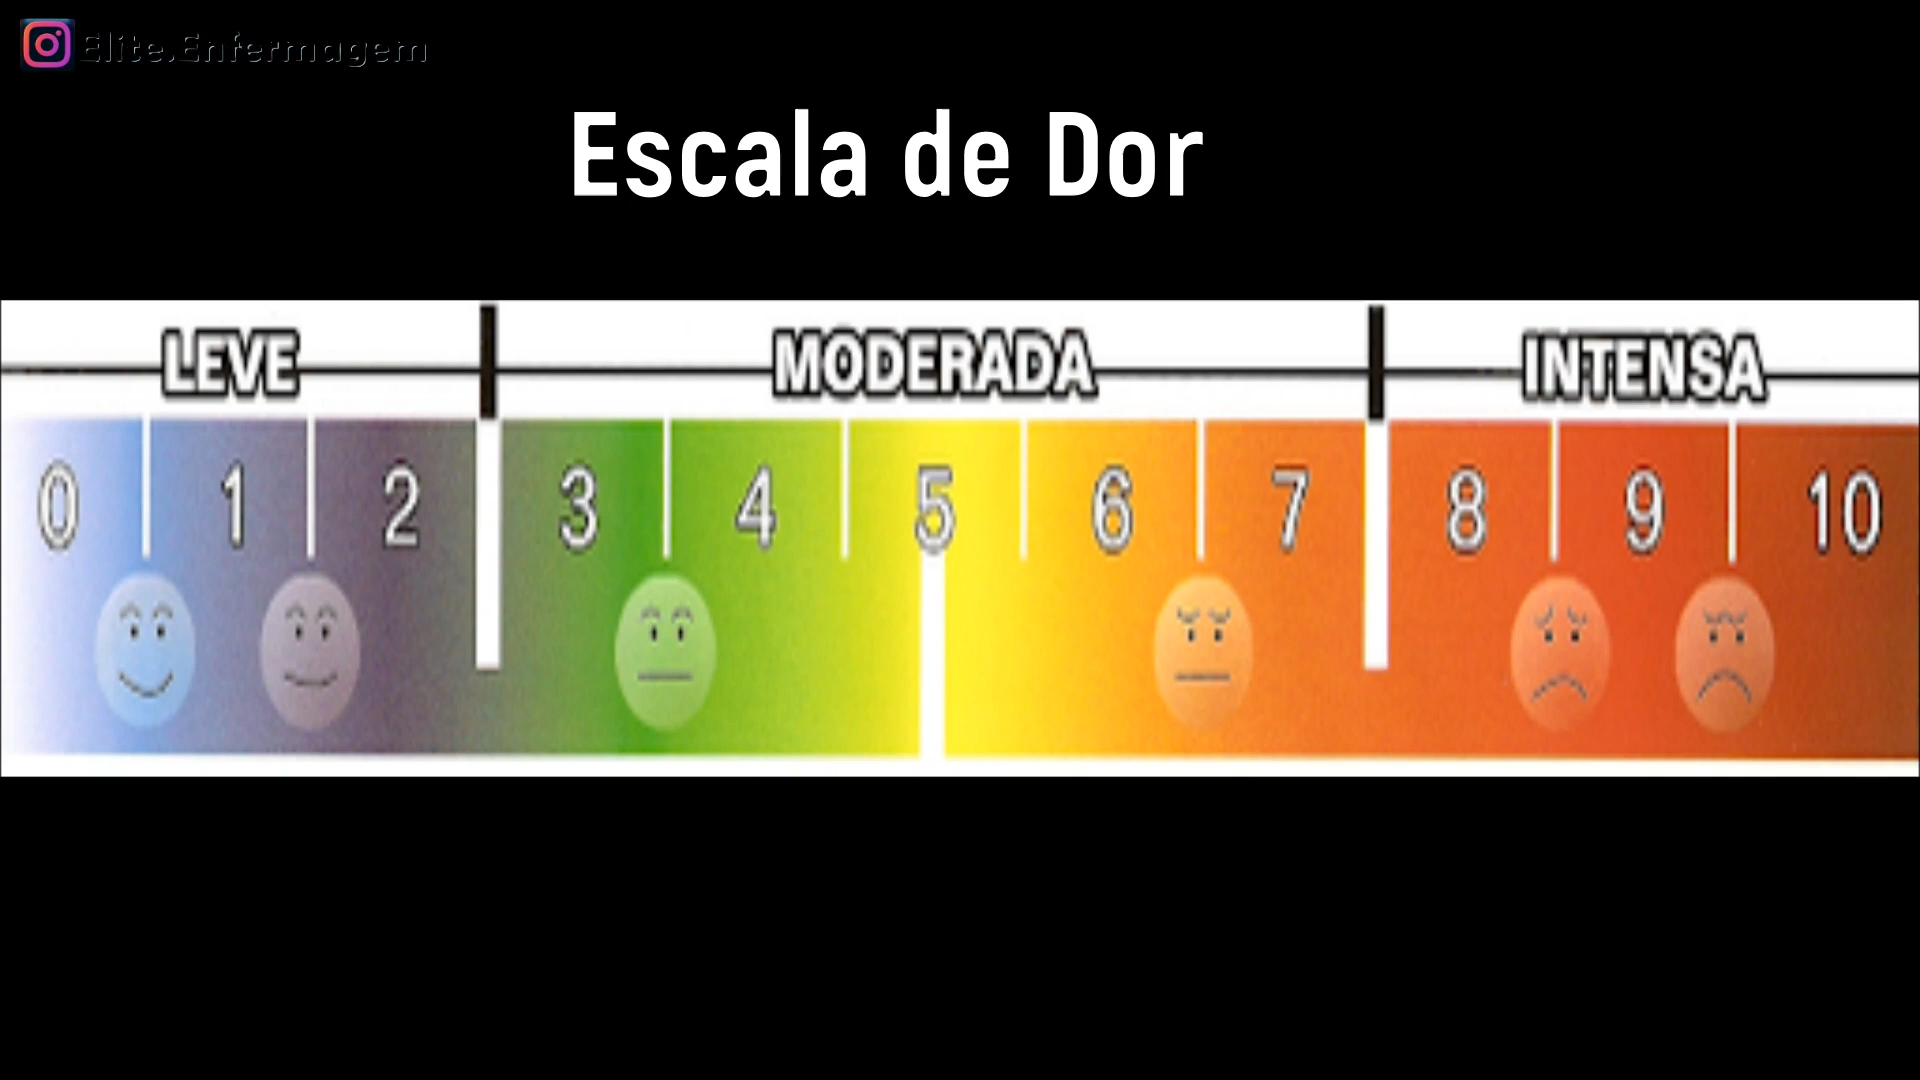 Elite.Enfermagem
Escala de Dor
LEVE MODERADA INTENSA
0 1 2 3 4 5 6 7 8 9 10